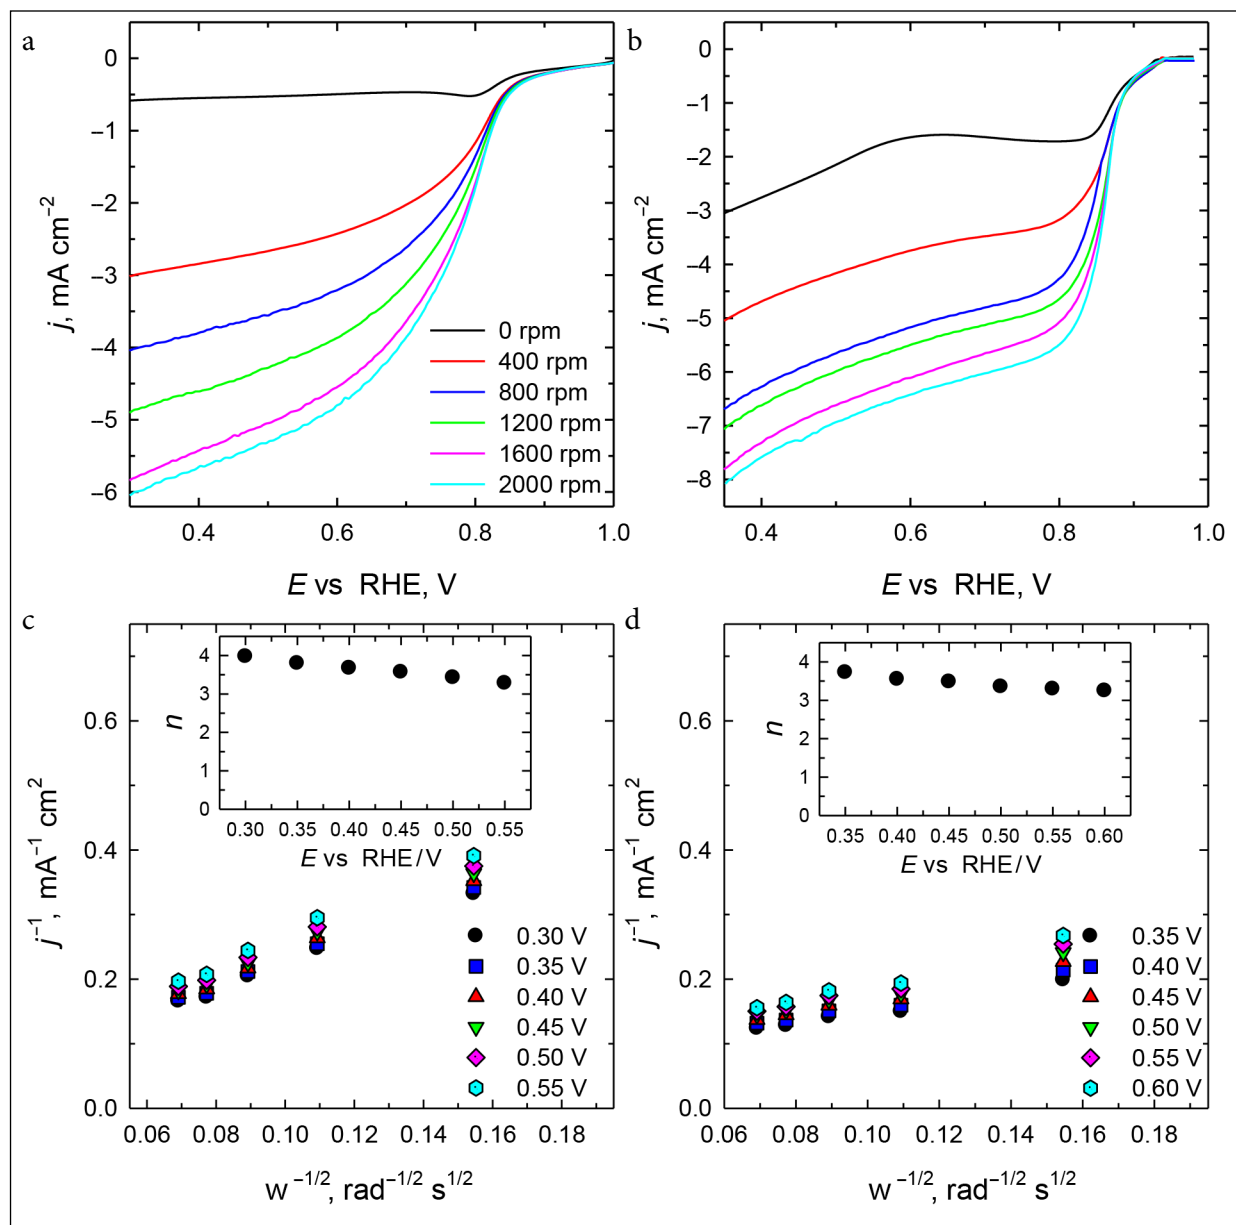 a
0
–1
–2
–3
–4
–5
–6
j, mA cm⁻²
0 rpm
400 rpm
800 rpm
1200 rpm
1600 rpm
2000 rpm
0.4 0.6 0.8 1.0
E vs RHE, V
b
0
–1
–2
–3
–4
–5
–6
–7
–8
j, mA cm⁻²
0.4 0.6 0.8 1.0
E vs RHE, V
c
0.6
0.4
0.2
0.0
j⁻¹, mA⁻¹ cm²
4
3
2
1
0
n
0.30 0.35 0.40 0.45 0.50 0.55
E vs RHE/V
0.30 V
0.35 V
0.40 V
0.45 V
0.50 V
0.55 V
0.06 0.08 0.10 0.12 0.14 0.16 0.18
w⁻¹/², rad⁻¹/² s¹/²
d
0.6
0.4
0.2
0.0
j⁻¹, mA⁻¹ cm²
4
3
2
1
0
n
0.35 0.40 0.45 0.50 0.55 0.60
E vs RHE/V
0.35 V
0.40 V
0.45 V
0.50 V
0.55 V
0.60 V
0.06 0.08 0.10 0.12 0.14 0.16 0.18
w⁻¹/², rad⁻¹/² s¹/²